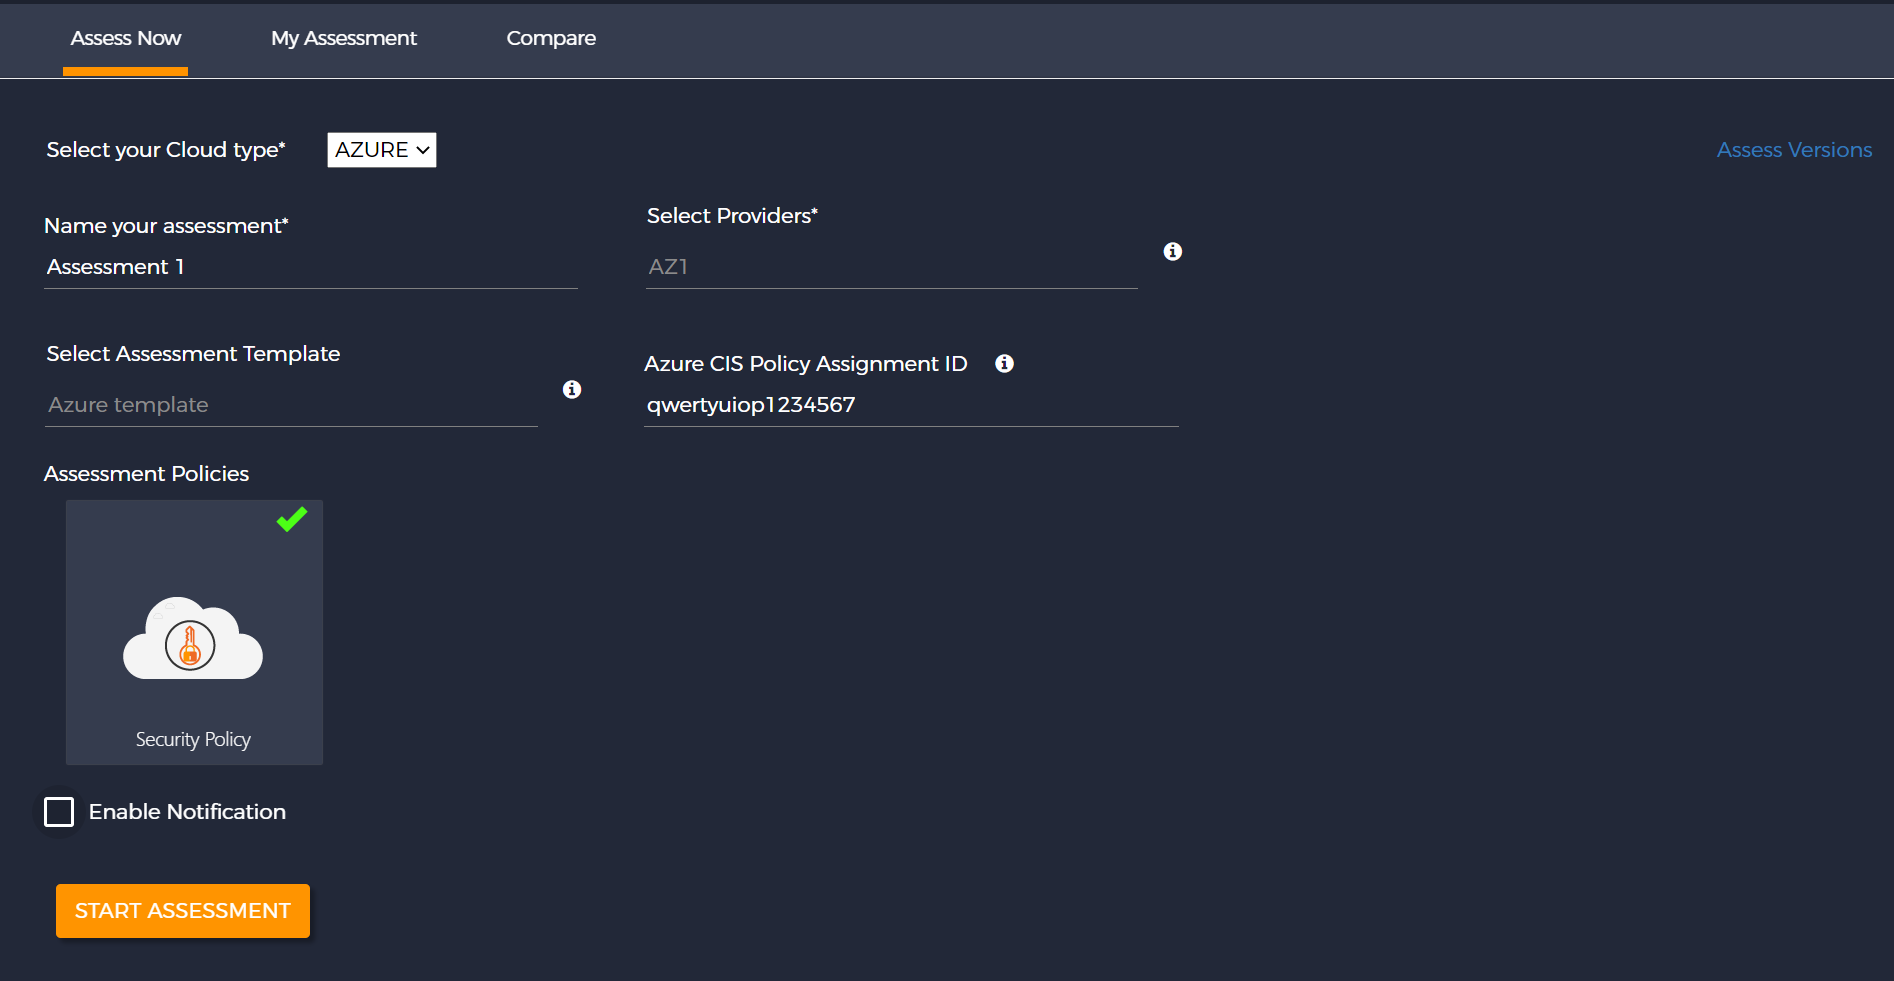 Assess Now My Assessment Compare
Select your Cloud type* AZURE Assess Versions
Name your assessment* Select Providers*
Assessment 1 AZ1
Select Assessment Template Azure CIS Policy Assignment ID
Azure template qwertyuiop1234567
Assessment Policies
Security Policy
Enable Notification
START ASSESSMENT